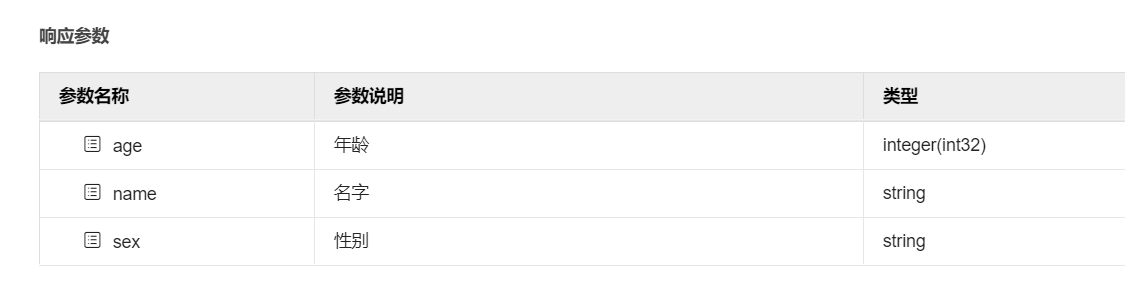 响应参数
参数名称 参数说明 类型
age 年龄 integer(int32)
name 名字 string
sex 性别 string